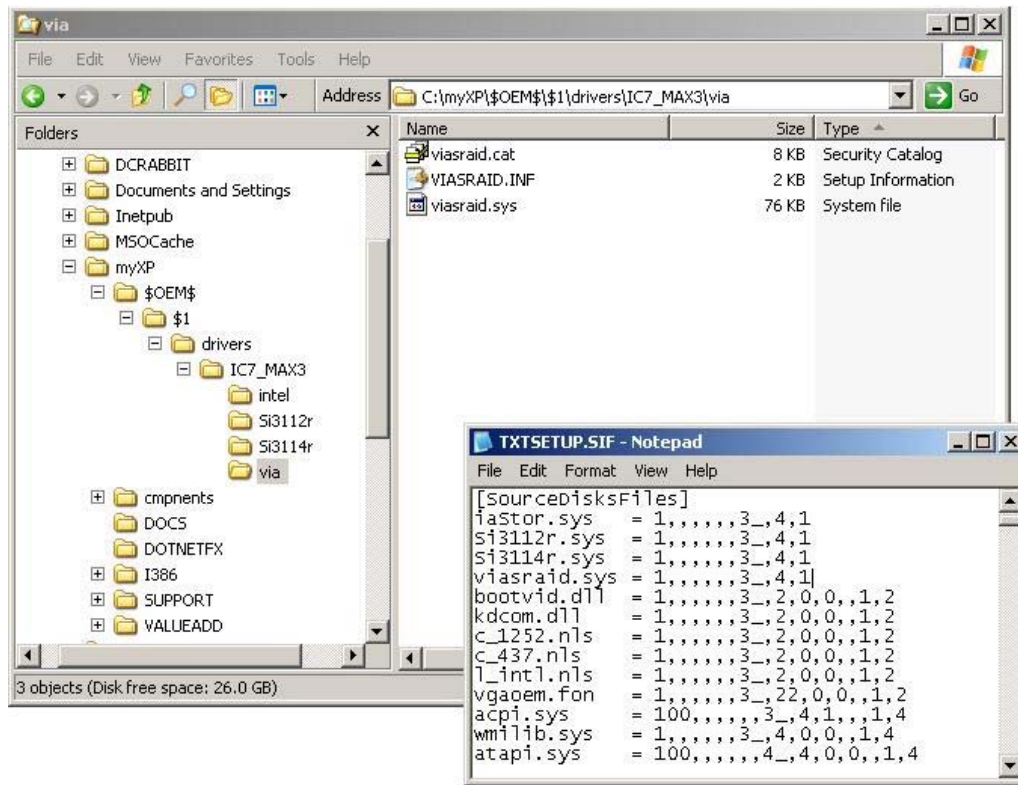 via
File Edit View Favorites Tools Help
Address C:\myXP\$OEM$\$1\drivers\IC7_MAX3\via Go
Folders
Name Size Type
DCRABBIT
Documents and Settings
Inetpub
MSOCache
myXP
$OEM$
$1
drivers
IC7_MAX3
intel
Si3112r
Si3114r
via
cmpnents
DOCS
DOTNETFX
I386
SUPPORT
VALUEADD
3 objects (Disk free space: 26.0 GB)
viasraid.cat 8 KB Security Catalog
VIASRAID.INF 2 KB Setup Information
viasraid.sys 76 KB System file
TXTSETUP.SIF - Notepad
File Edit Format View Help
[SourceDisksFiles]
iaStor.sys = 1,,,,,,3_,4,1
Si3112r.sys = 1,,,,,,3_,4,1
Si3114r.sys = 1,,,,,,3_,4,1
viasraid.sys = 1,,,,,,3_,4,1
bootvid.dll = 1,,,,,,3_,2,0,0,,1,2
kdcom.dll = 1,,,,,,3_,2,0,0,,1,2
c_1252.nls = 1,,,,,,3_,2,0,0,,1,2
c_437.nls = 1,,,,,,3_,2,0,0,,1,2
l_intl.nls = 1,,,,,,3_,2,0,0,,1,2
vgaoem.fon = 1,,,,,,3_,22,0,0,,1,2
acpi.sys = 100,,,,,,3_,4,1,,,1,4
wmilib.sys = 1,,,,,,3_,4,0,0,,1,4
atapi.sys = 100,,,,,,4_,4,0,0,,1,4